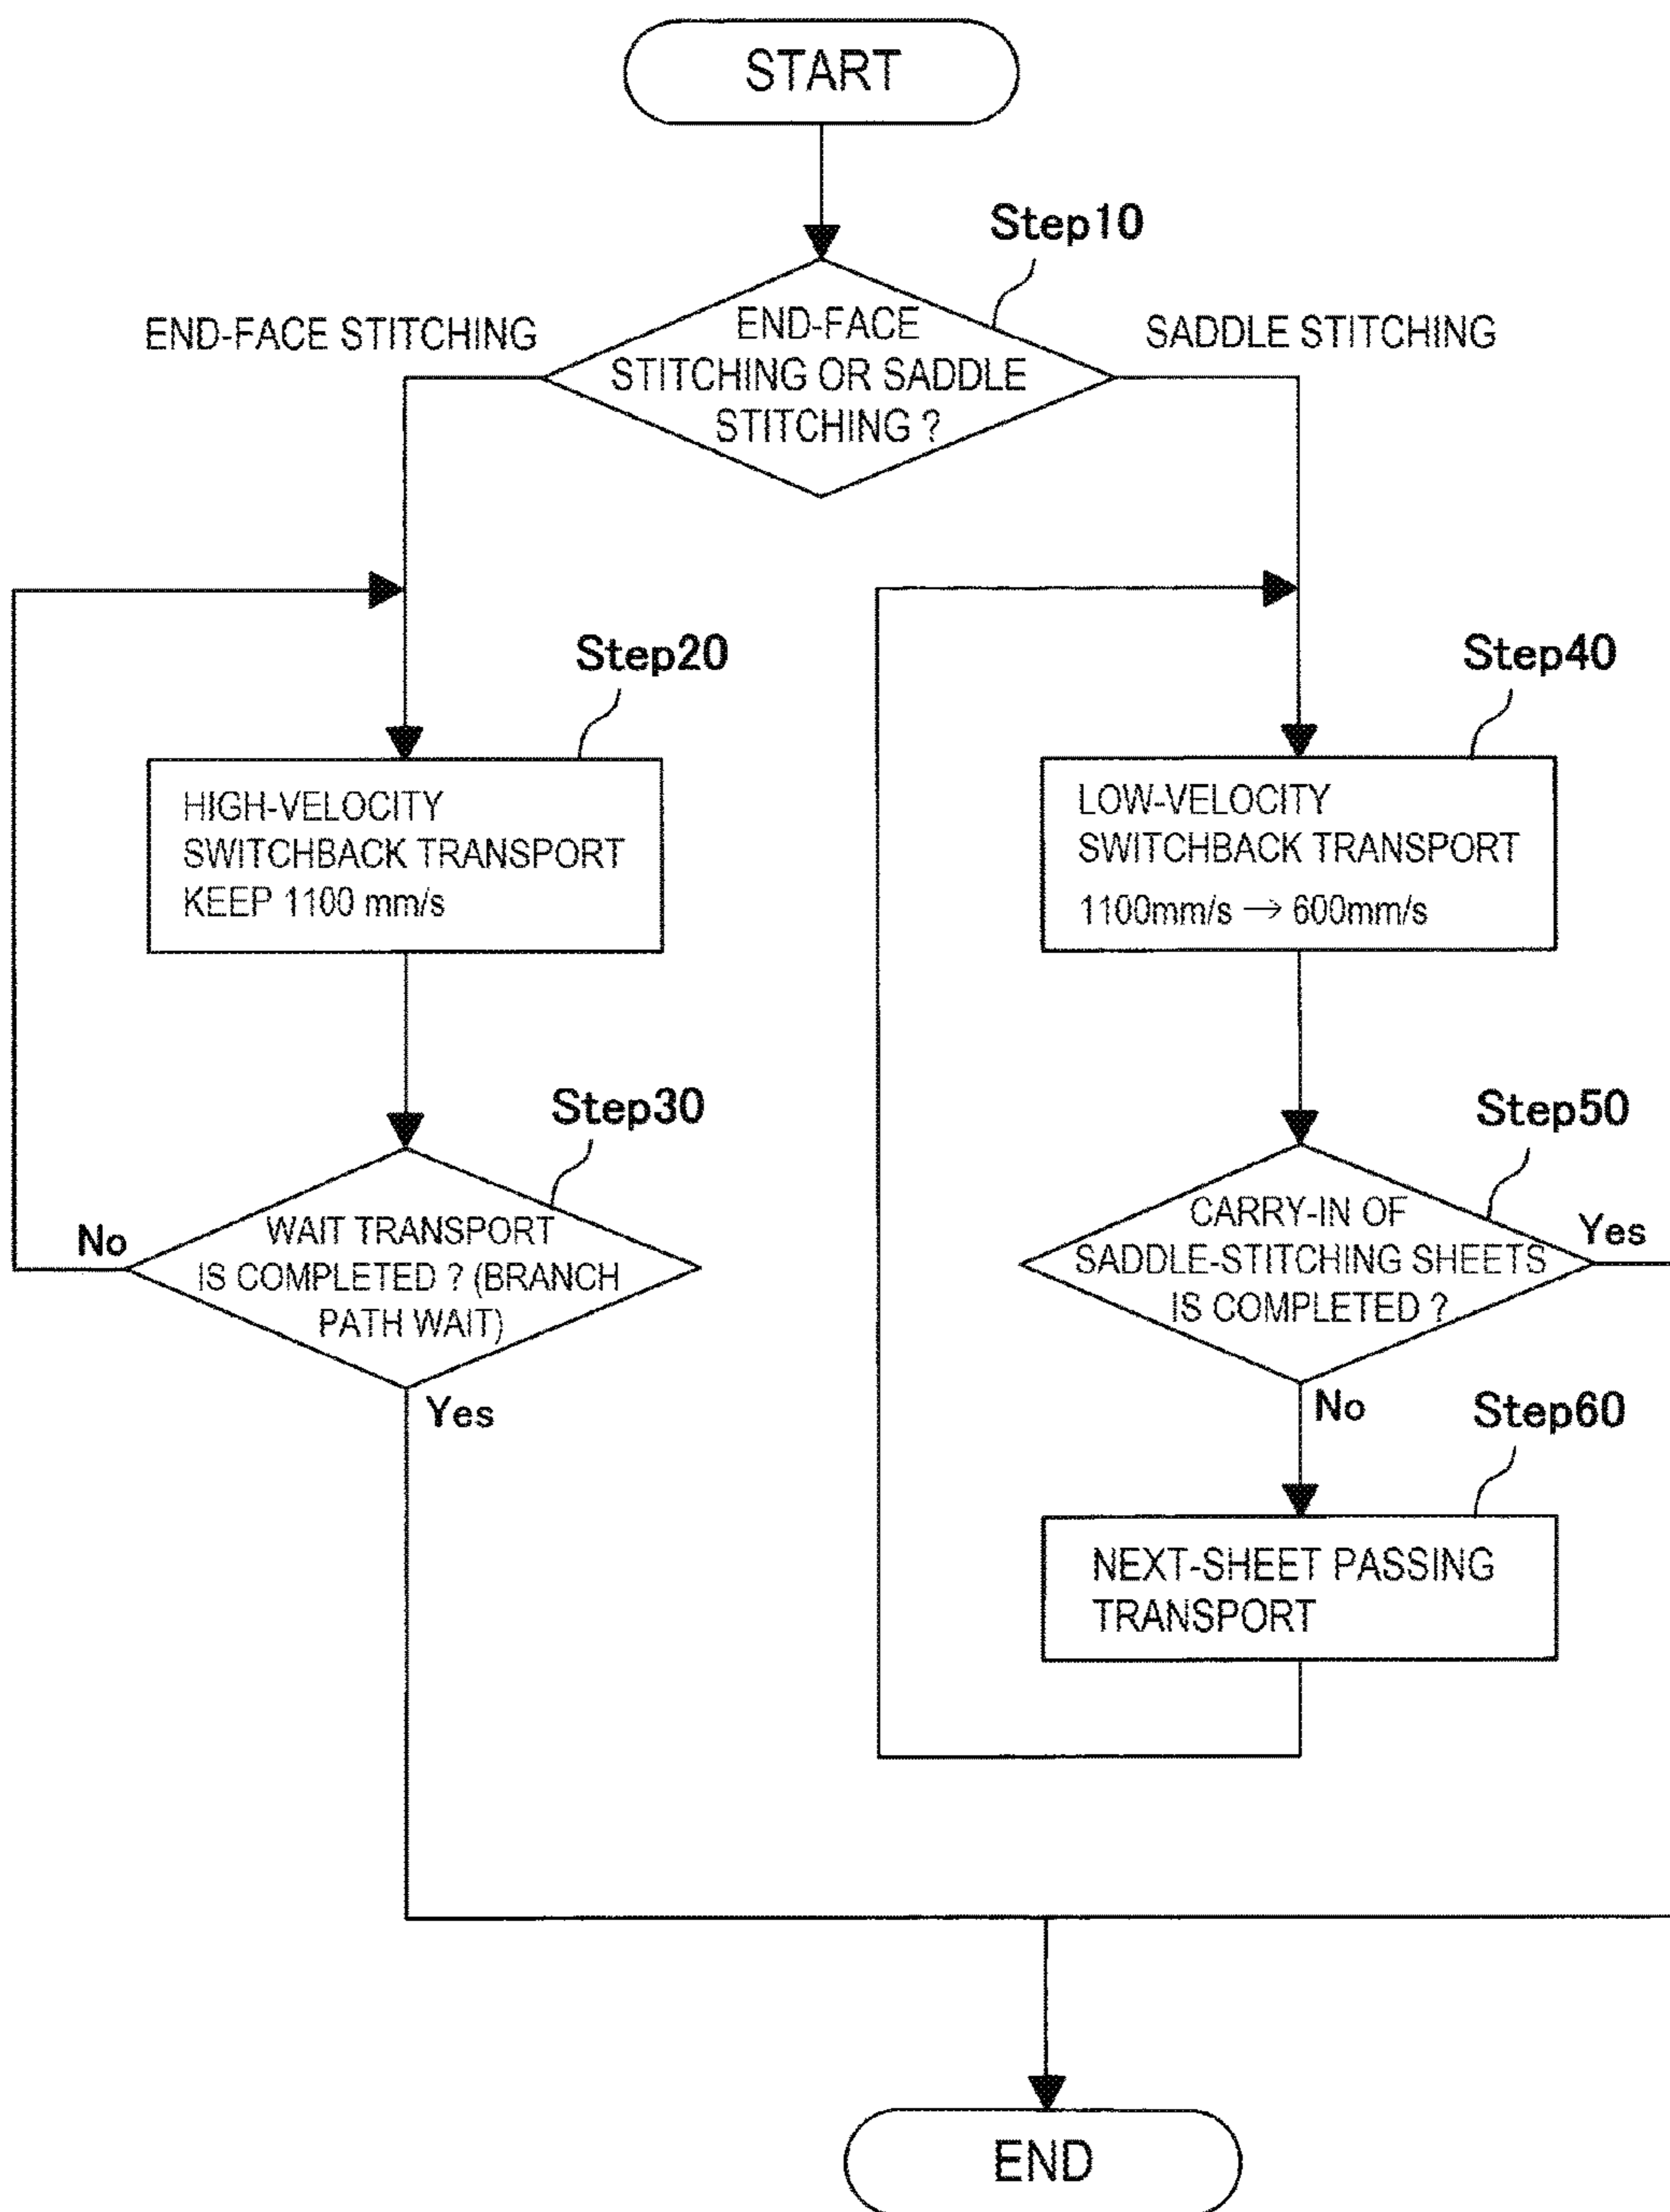 START
Step10
END-FACE STITCHING
END-FACE
STITCHING OR SADDLE
STITCHING ?
SADDLE STITCHING
Step20
HIGH-VELOCITY
SWITCHBACK TRANSPORT
KEEP 1100 mm/s
Step40
LOW-VELOCITY
SWITCHBACK TRANSPORT
1100mm/s → 600mm/s
Step30
No
WAIT TRANSPORT
IS COMPLETED ? (BRANCH
PATH WAIT)
Yes
Step50
CARRY-IN OF
SADDLE-STITCHING SHEETS
IS COMPLETED ?
Yes
No
Step60
NEXT-SHEET PASSING
TRANSPORT
END